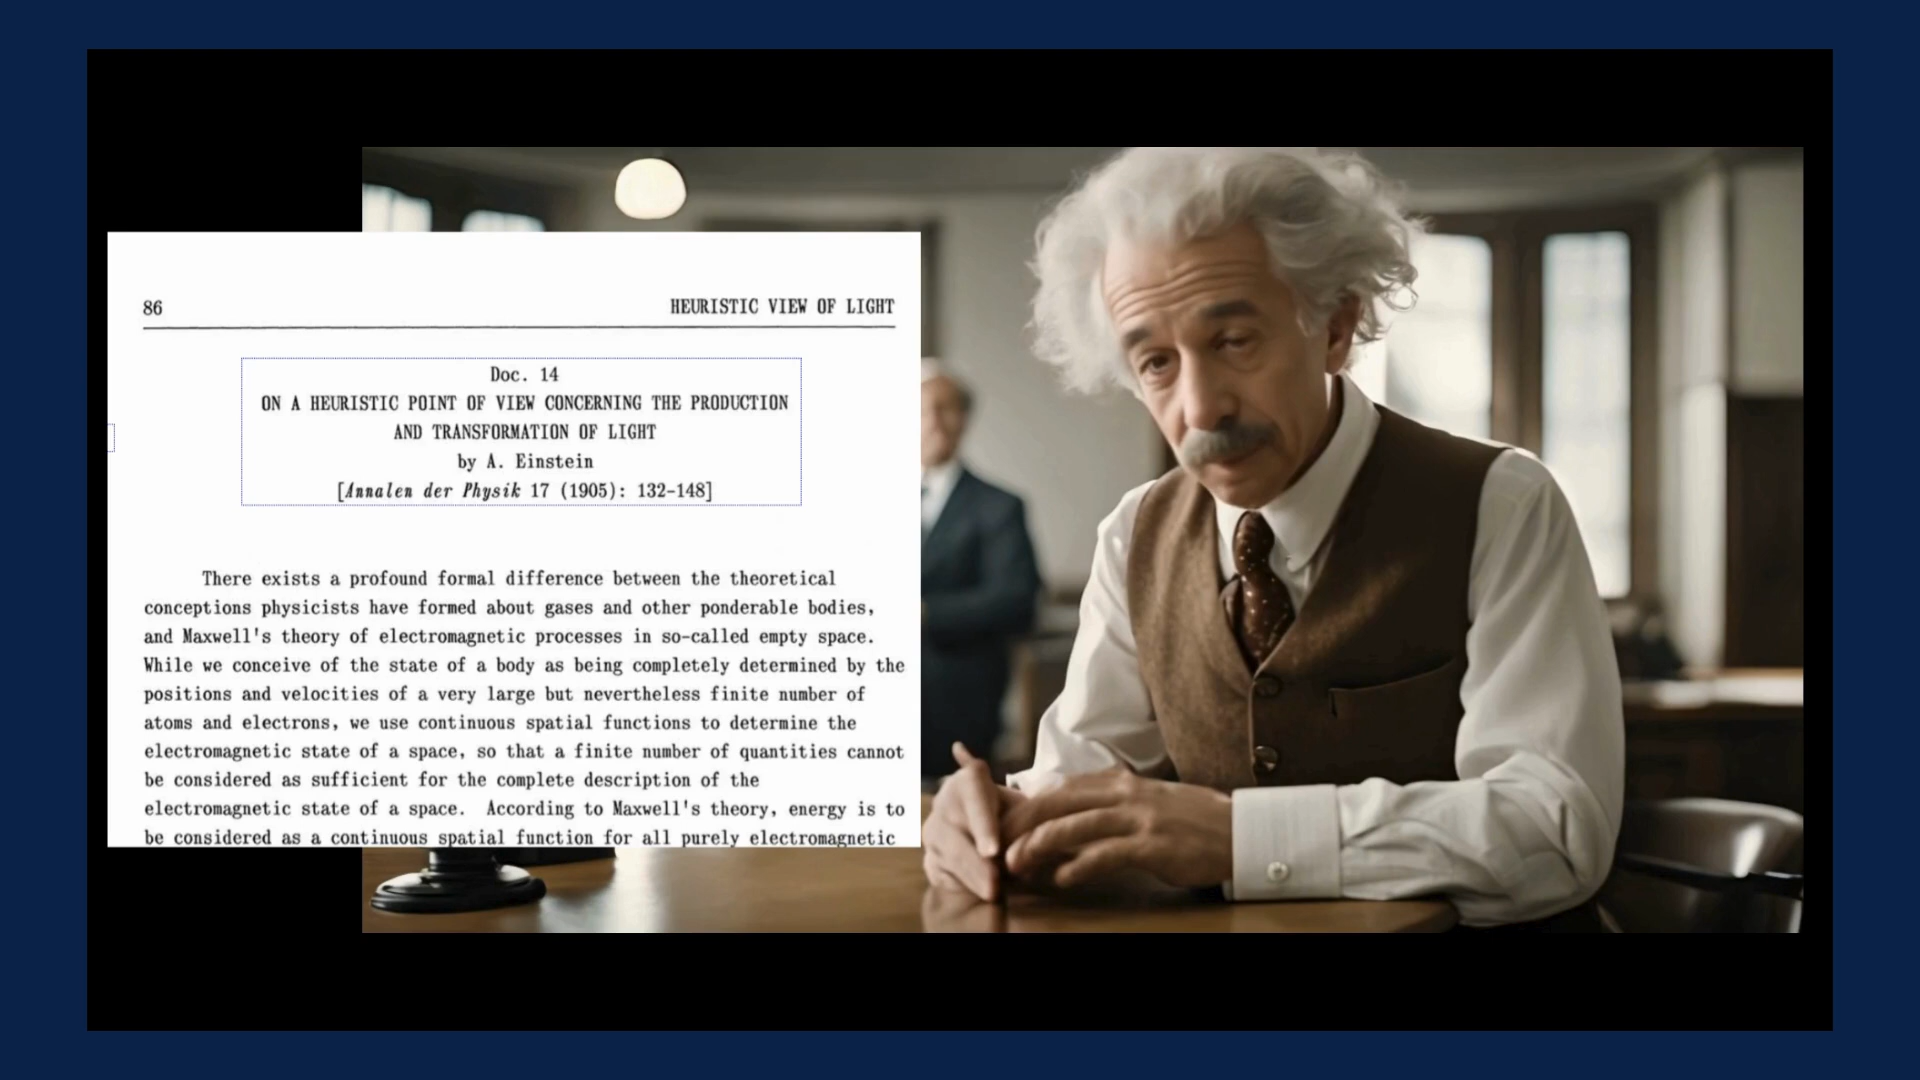 86 HEURISTIC VIEW OF LIGHT
Doc. 14
ON A HEURISTIC POINT OF VIEW CONCERNING THE PRODUCTION
AND TRANSFORMATION OF LIGHT
by A. Einstein
[Annalen der Physik 17 (1905): 132-148]
There exists a profound formal difference between the theoretical
conceptions physicists have formed about gases and other ponderable bodies,
and Maxwell's theory of electromagnetic processes in so-called empty space.
While we conceive of the state of a body as being completely determined by the
positions and velocities of a very large but nevertheless finite number of
atoms and electrons, we use continuous spatial functions to determine the
electromagnetic state of a space, so that a finite number of quantities cannot
be considered as sufficient for the complete description of the
electromagnetic state of a space. According to Maxwell's theory, energy is to
be considered as a continuous spatial function for all purely electromagnetic